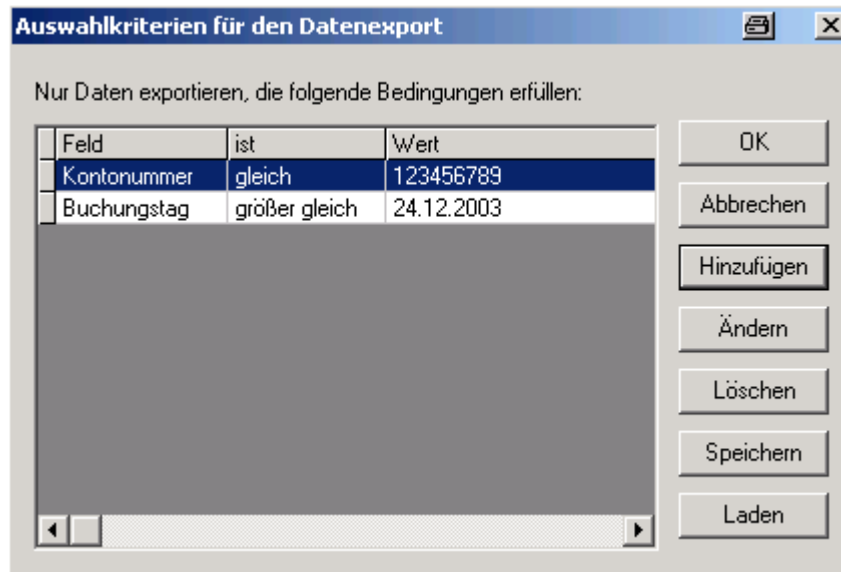 Auswahlkriterien für den Datenexport
Nur Daten exportieren, die folgende Bedingungen erfüllen:
Feld ist Wert
Kontonummer gleich 123456789
Buchungstag größer gleich 24.12.2003
OK
Abbrechen
Hinzufügen
Ändern
Löschen
Speichern
Laden